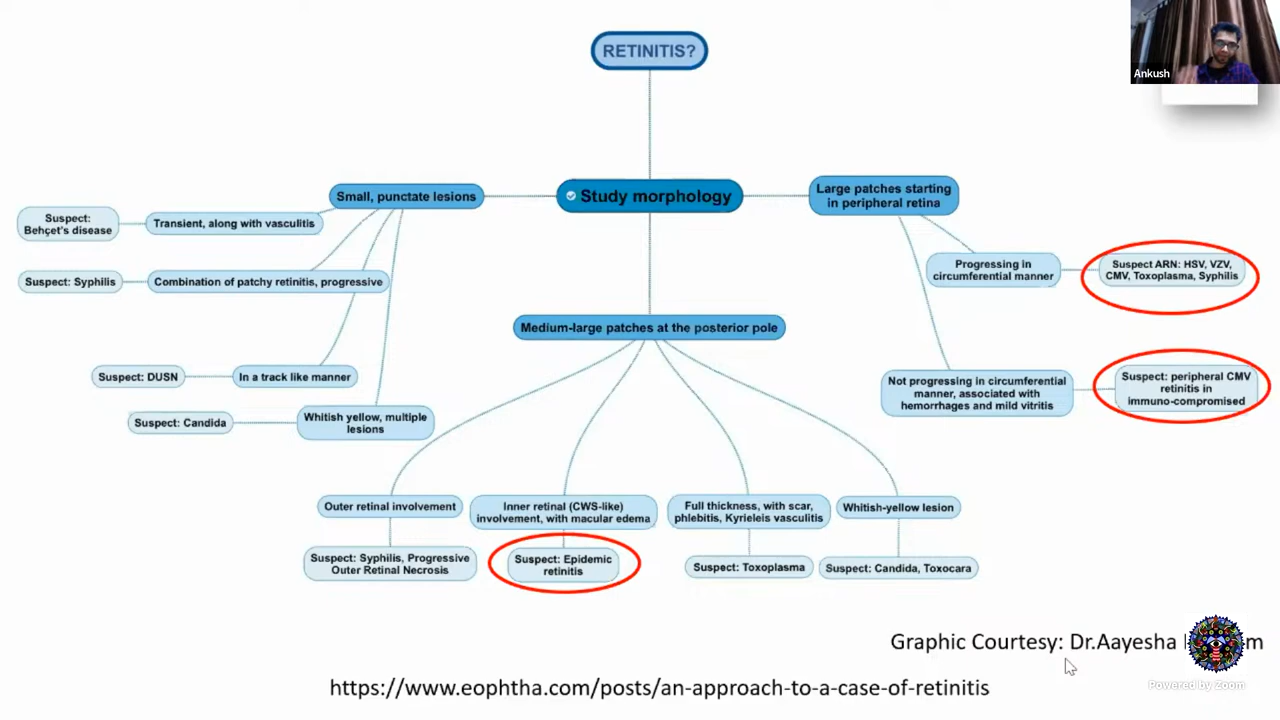 RETINITIS?
Ankush
Study morphology
Small, punctate lesions
Transient, along with vasculitis
Suspect:
Behçet's disease
Combination of patchy retinitis, progressive
Suspect: Syphilis
In a track like manner
Suspect: DUSN
Whitish yellow, multiple
lesions
Suspect: Candida
Large patches starting
in peripheral retina
Progressing in
circumferential manner
Suspect ARN: HSV, VZV,
CMV, Toxoplasma, Syphilis
Not progressing in circumferential
manner, associated with
hemorrhages and mild vitritis
Suspect: peripheral CMV
retinitis in
immuno-compromised
Medium-large patches at the posterior pole
Outer retinal involvement
Suspect: Syphilis, Progressive
Outer Retinal Necrosis
Inner retinal (CWS-like)
involvement, with macular edema
Suspect: Epidemic
retinitis
Full thickness, with scar,
phlebitis, Kyrieleis vasculitis
Suspect: Toxoplasma
Whitish-yellow lesion
Suspect: Candida, Toxocara
Graphic Courtesy: Dr.Aayesha
https://www.eophtha.com/posts/an-approach-to-a-case-of-retinitis
Powered by Zoom